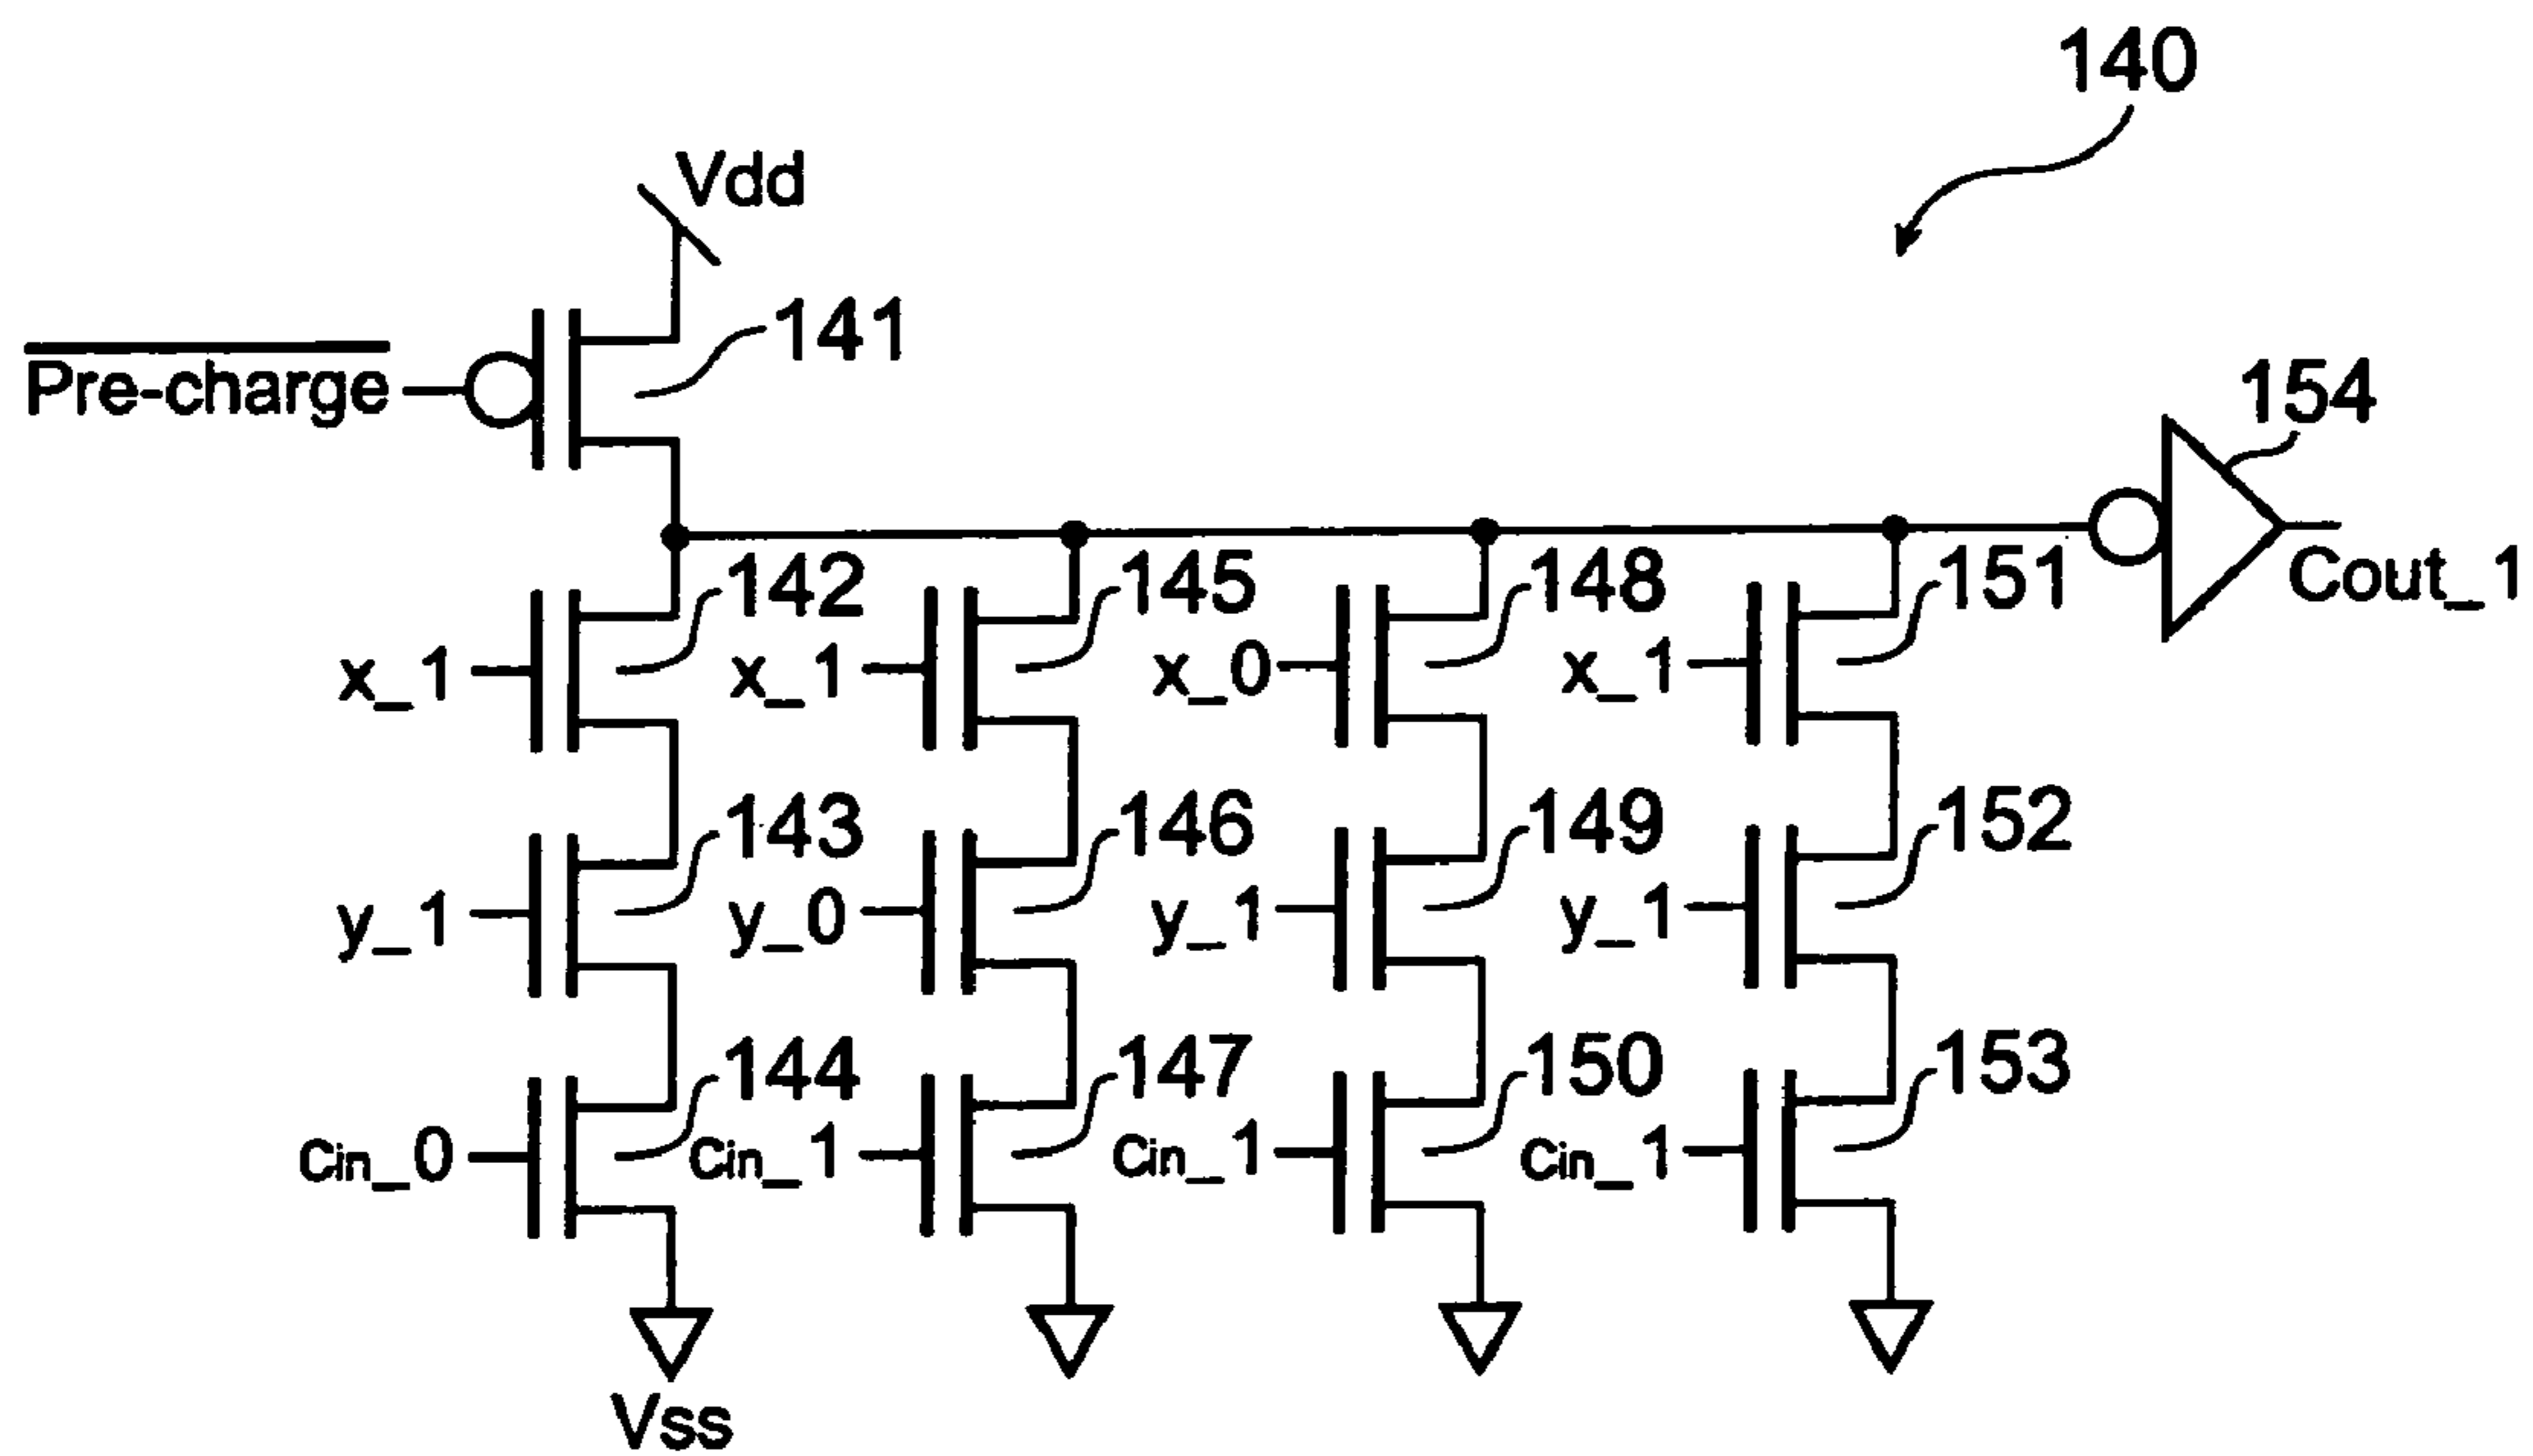 140
Vdd
141
Pre-charge
154
142
145
148
151
Cout_1
x_1
x_1
x_0
x_1
143
146
149
152
y_1
y_0
y_1
y_1
144
147
150
153
Cin_0
Cin_1
Cin_1
Cin_1
Vss